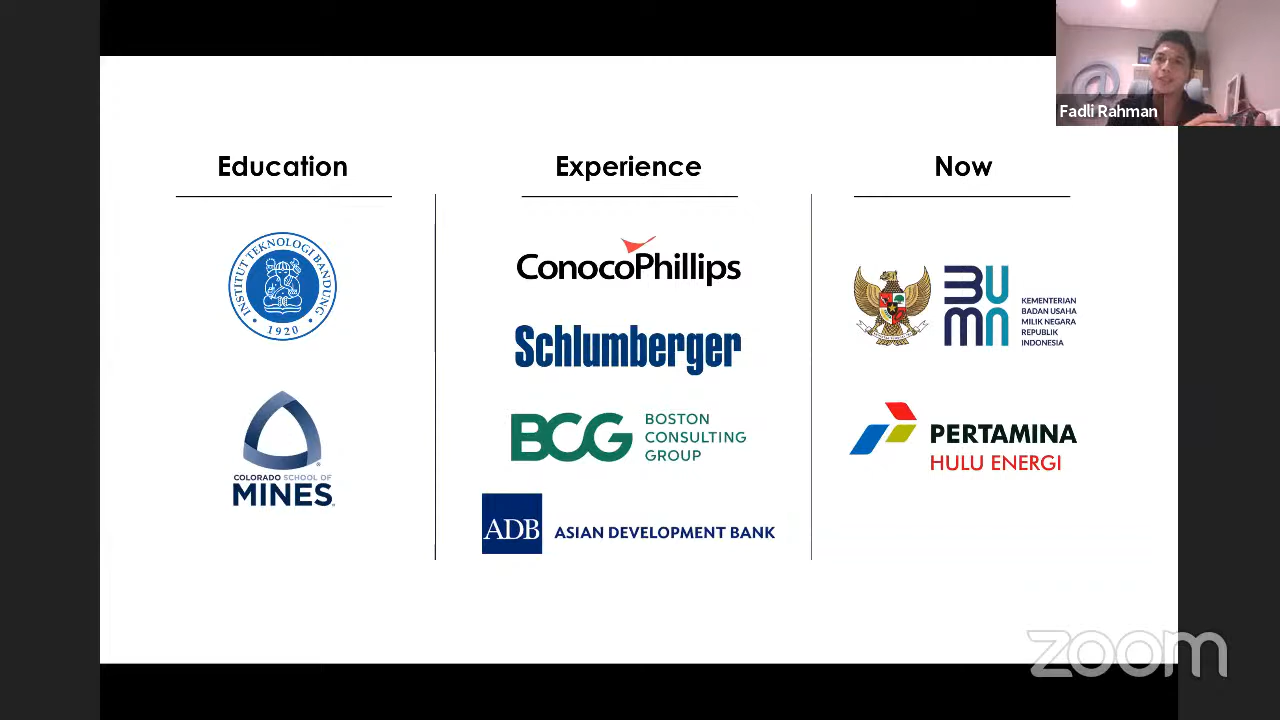 Fadli Rahman
Education
Experience
Now
INSTITUT TEKNOLOGI BANDUNG
1920
COLORADO SCHOOL OF
MINES
ConocoPhillips
Schlumberger
BCG
BOSTON
CONSULTING
GROUP
ADB
ASIAN DEVELOPMENT BANK
BUMN
KEMENTERIAN
BADAN USAHA
MILIK NEGARA
REPUBLIK
INDONESIA
PERTAMINA
HULU ENERGI
zoom